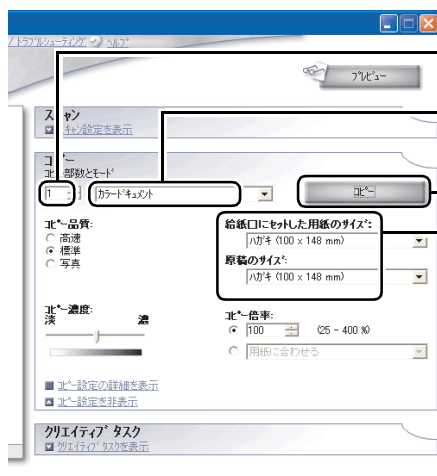 / トラブルシューティング ヘルプ
プレビュー
スキャン
スキャン設定を表示
コピー
コピー部数とモード
1 カラードキュメント コピー
コピー品質:
高速
標準
写真
給紙口にセットした用紙のサイズ:
ハガキ (100 x 148 mm)
原稿のサイズ:
ハガキ (100 x 148 mm)
コピー濃度:
淡 濃
コピー倍率:
100 (25 - 400 %)
用紙に合わせる
コピー設定の詳細を表示
コピー設定を非表示
クリエイティブ タスク
クリエイティブ タスクを表示